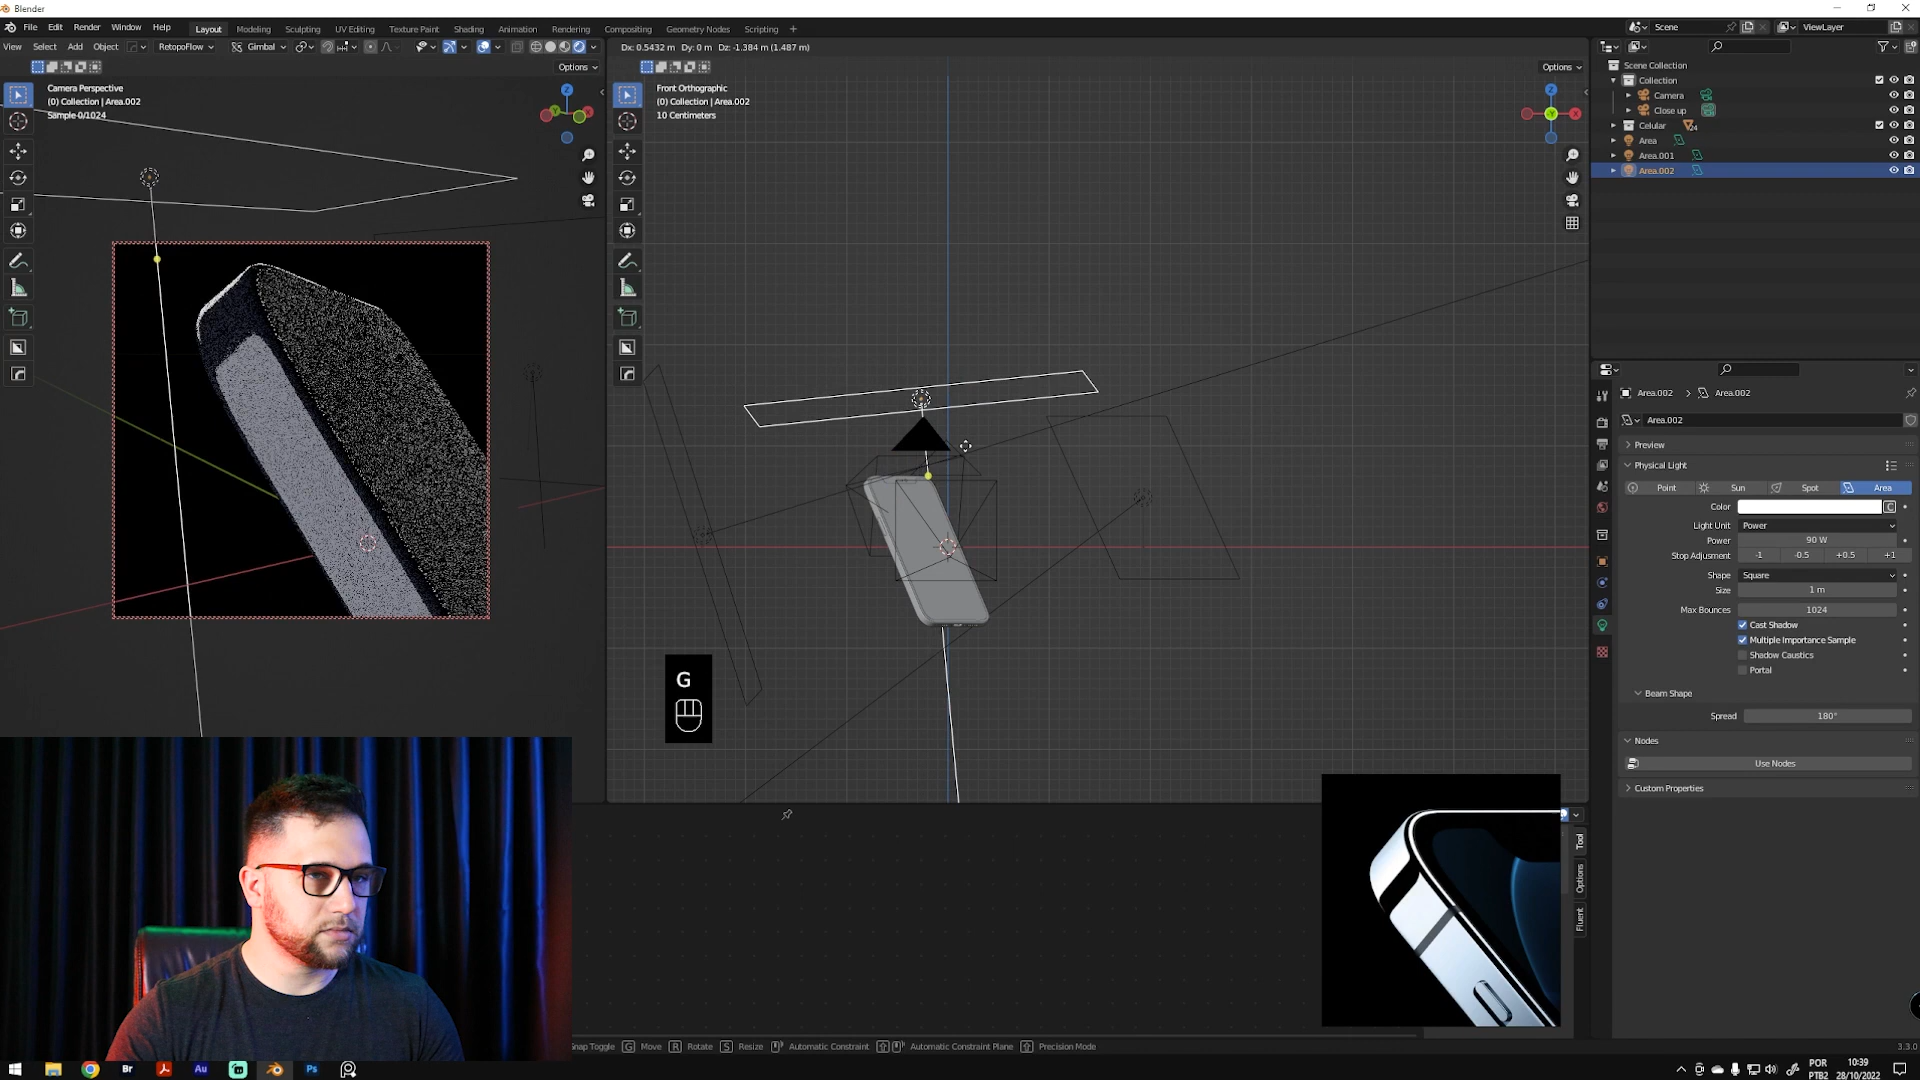 Blender
File Edit Render Window Help Layout Modeling Sculpting UV Editing Texture Paint Shading Animation Rendering Compositing Geometry Nodes Scripting + Scene ViewLayer
View Select Add Object RetopoFlow Gimbal Dx: 0.5432 m Dy: 0 m Dz: -1.384 m (1.487 m)
Options Options
Camera Perspective
(0) Collection | Area.002
Sample 0/1024
Front Orthographic
(0) Collection | Area.002
10 Centimeters
Z
Y
X
Z
Y
X
Scene Collection
Collection
Camera
Close up
Celular 24
Area
Area.001
Area.002
Area.002 Area.002
Area.002
Preview
Physical Light
Point Sun Spot Area
Color C
Light Unit Power
Power 90 W
Stop Adjusment -1 -0.5 +0.5 +1
Shape Square
Size 1 m
Max Bounces 1024
Cast Shadow
Multiple Importance Sample
Shadow Caustics
Portal
Beam Shape
Spread 180°
Nodes
Use Nodes
Custom Properties
G
Tool
Options
Fluent
Snap Toggle G Move R Rotate S Resize Automatic Constraint Automatic Constraint Plane Precision Mode
3.3.0
Br Au Ps
POR
PTB2
10:39
28/10/2022